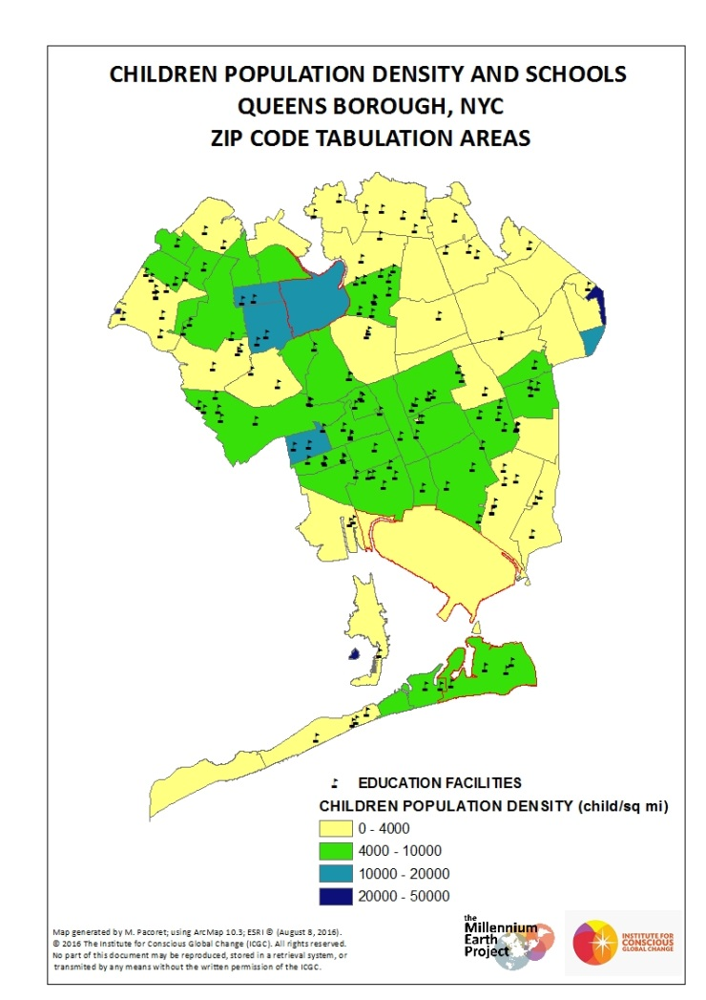 CHILDREN POPULATION DENSITY AND SCHOOLS
QUEENS BOROUGH, NYC
ZIP CODE TABULATION AREAS
EDUCATION FACILITIES
CHILDREN POPULATION DENSITY (child/sq mi)
0 - 4000
4000 - 10000
10000 - 20000
20000 - 50000
Map generated by M. Pacoret; using ArcMap 10.3; ESRI © (August 8, 2016).
© 2016 The Institute for Conscious Global Change (ICGC). All rights reserved.
No part of this document may be reproduced, stored in a retrieval system, or
transmitted by any means without the written permission of the ICGC.
the
Millennium
Earth
Project
INSTITUTE FOR
CONSCIOUS
GLOBAL CHANGE